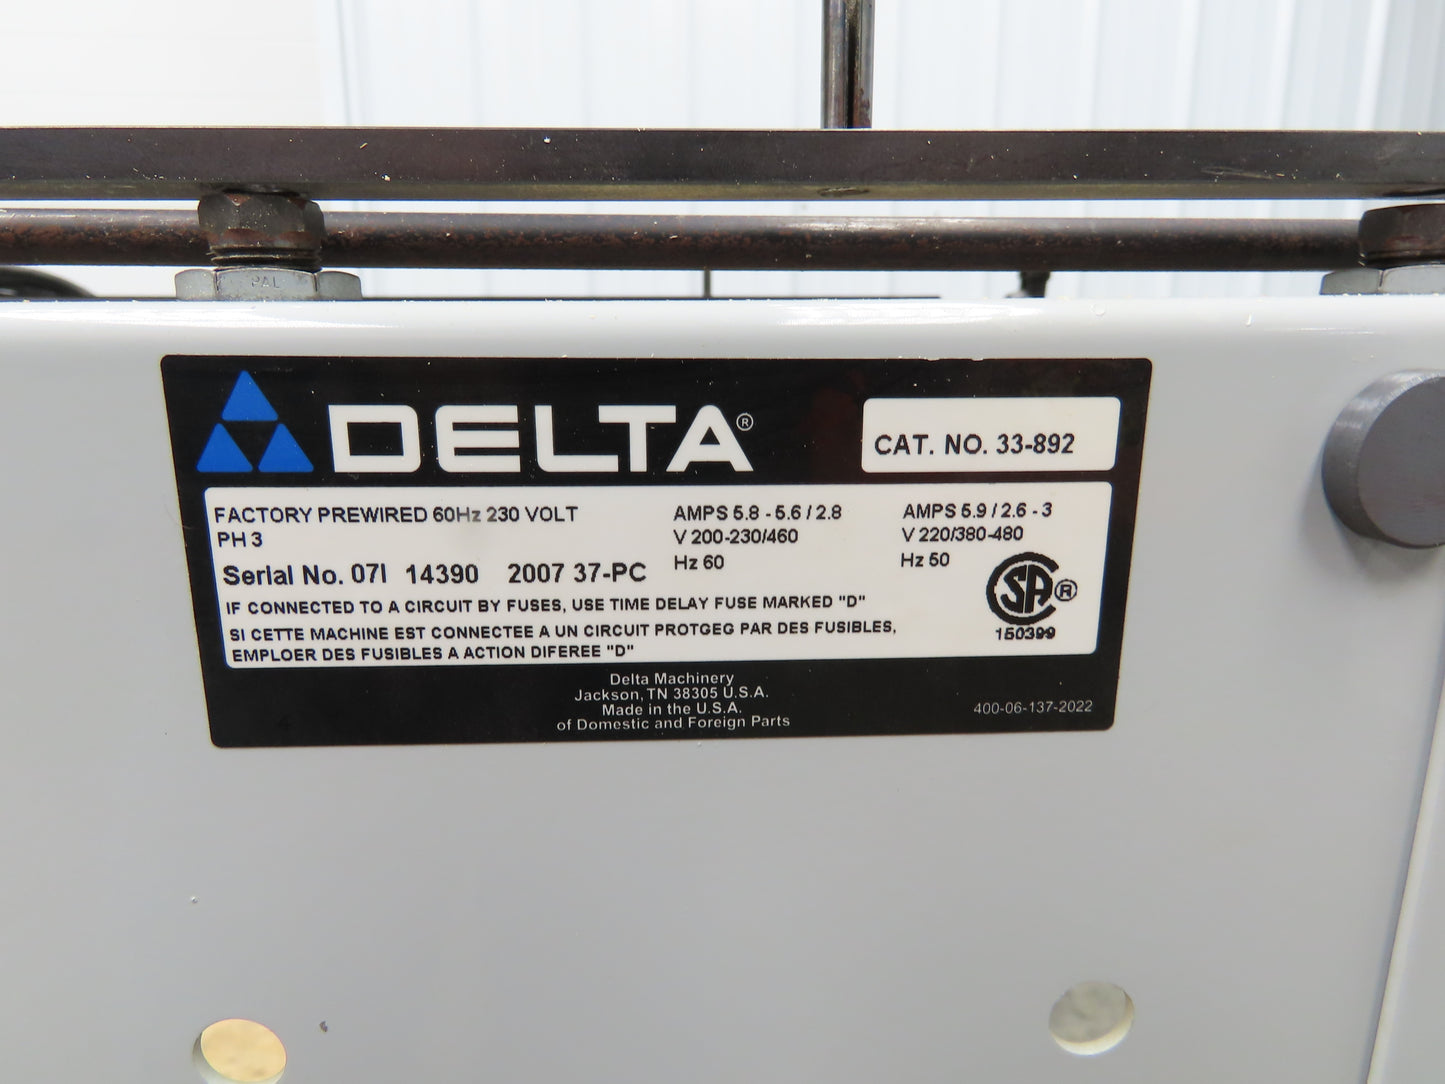 PAL
DELTA®
CAT. NO. 33-892
FACTORY PREWIRED 60Hz 230 VOLT
PH 3
AMPS 5.8 - 5.6 / 2.8
V 200-230/460
Hz 60
AMPS 5.9 / 2.6 - 3
V 220/380-480
Hz 50
Serial No. 07I 14390 2007 37-PC
IF CONNECTED TO A CIRCUIT BY FUSES, USE TIME DELAY FUSE MARKED "D"
SI CETTE MACHINE EST CONNECTEE A UN CIRCUIT PROTGEG PAR DES FUSIBLES,
EMPLOER DES FUSIBLES A ACTION DIFEREE "D"
SA ®
150399
Delta Machinery
Jackson, TN 38305 U.S.A.
Made in the U.S.A.
of Domestic and Foreign Parts
400-06-137-2022